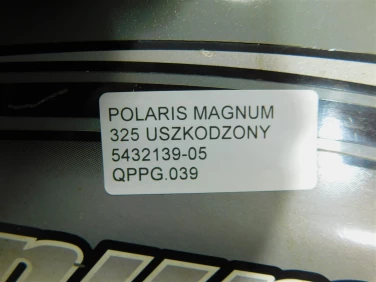 POLARIS MAGNUM
325 USZKODZONY
5432139-05
QPPG.039